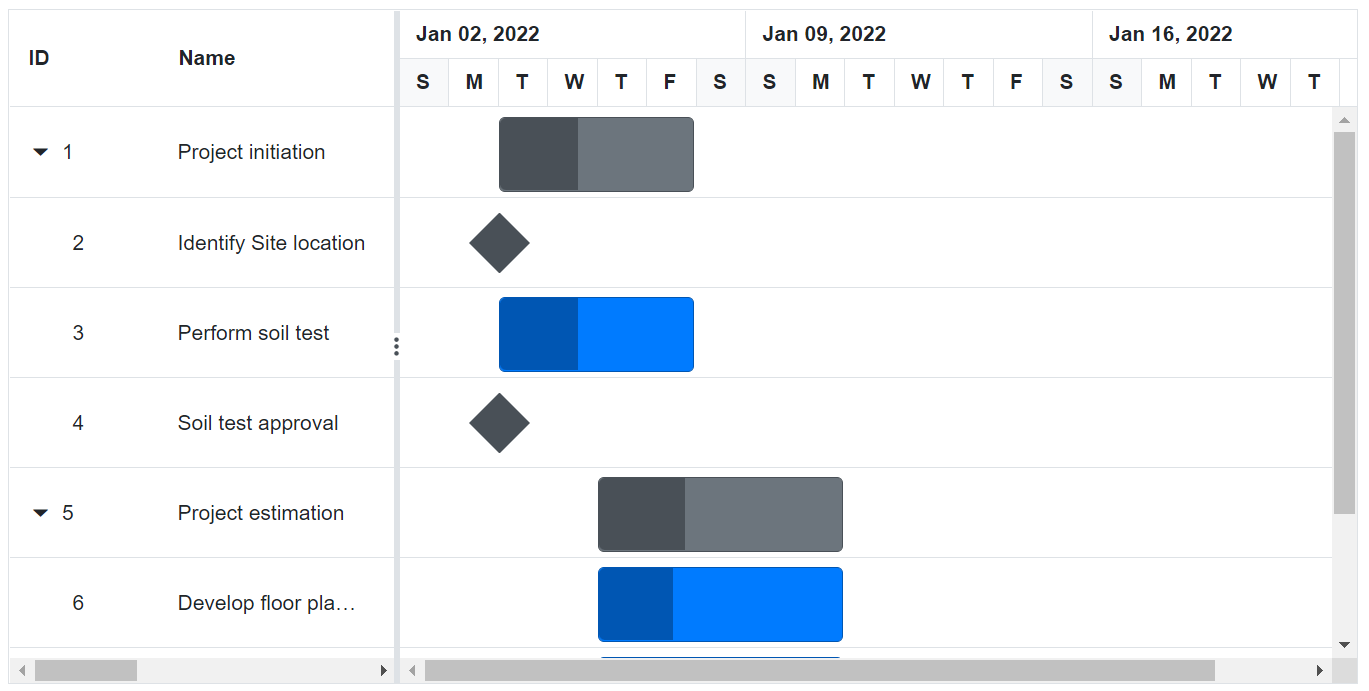 ID Name
Jan 02, 2022 Jan 09, 2022 Jan 16, 2022
S M T W T F S S M T W T F S S M T W T
1 Project initiation
2 Identify Site location
3 Perform soil test
4 Soil test approval
5 Project estimation
6 Develop floor pla…